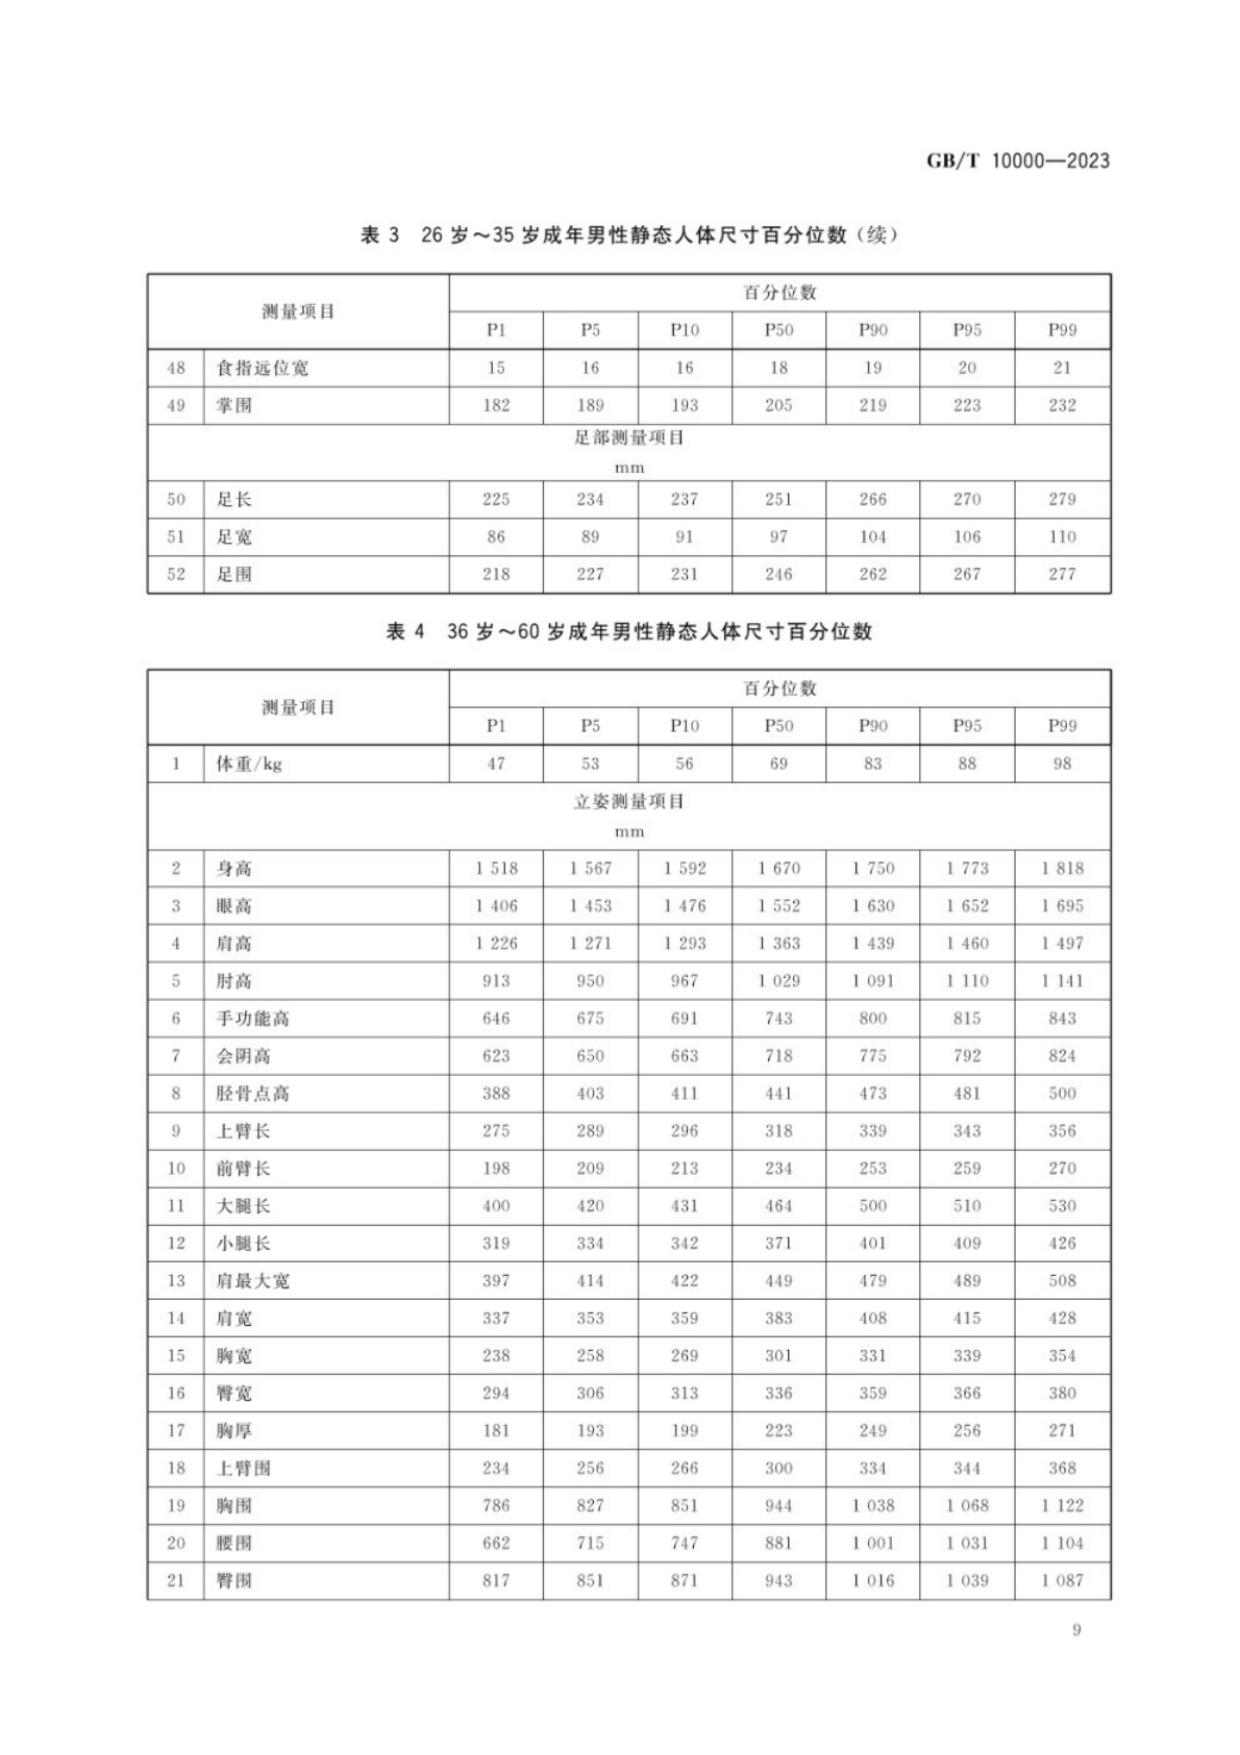 GB/T 10000—2023
表 3 26 岁～35 岁成年男性静态人体尺寸百分位数（续）
测量项目 百分位数
P1 P5 P10 P50 P90 P95 P99
48 食指远位宽 15 16 16 18 19 20 21
49 掌围 182 189 193 205 219 223 232
足部测量项目
mm
50 足长 225 234 237 251 266 270 279
51 足宽 86 89 91 97 104 106 110
52 足围 218 227 231 246 262 267 277
表 4 36 岁～60 岁成年男性静态人体尺寸百分位数
测量项目 百分位数
P1 P5 P10 P50 P90 P95 P99
1 体重/kg 47 53 56 69 83 88 98
立姿测量项目
mm
2 身高 1 518 1 567 1 592 1 670 1 750 1 773 1 818
3 眼高 1 406 1 453 1 476 1 552 1 630 1 652 1 695
4 肩高 1 226 1 271 1 293 1 363 1 439 1 460 1 497
5 肘高 913 950 967 1 029 1 091 1 110 1 141
6 手功能高 646 675 691 743 800 815 843
7 会阴高 623 650 663 718 775 792 824
8 胫骨点高 388 403 411 441 473 481 500
9 上臂长 275 289 296 318 339 343 356
10 前臂长 198 209 213 234 253 259 270
11 大腿长 400 420 431 464 500 510 530
12 小腿长 319 334 342 371 401 409 426
13 肩最大宽 397 414 422 449 479 489 508
14 肩宽 337 353 359 383 408 415 428
15 胸宽 238 258 269 301 331 339 354
16 臀宽 294 306 313 336 359 366 380
17 胸厚 181 193 199 223 249 256 271
18 上臂围 234 256 266 300 334 344 368
19 胸围 786 827 851 944 1 038 1 068 1 122
20 腰围 662 715 747 881 1 001 1 031 1 104
21 臀围 817 851 871 943 1 016 1 039 1 087
9